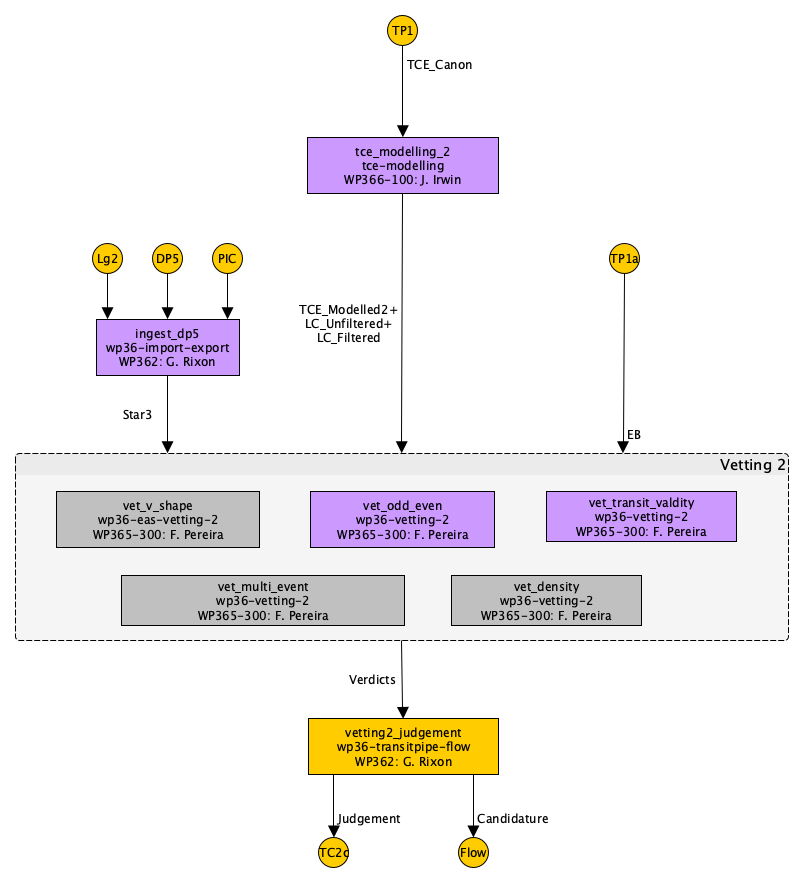 TP1
TCE_Canon
tce_modelling_2
tce-modelling
WP366-100: J. Irwin
Lg2
DP5
PIC
TP1a
ingest_dp5
wp36-import-export
WP362: G. Rixon
TCE_Modelled2+
LC_Unfiltered+
LC_Filtered
Star3
EB
Vetting 2
vet_v_shape
wp36-eas-vetting-2
WP365-300: F. Pereira
vet_odd_even
wp36-vetting-2
WP365-300: F. Pereira
vet_transit_valdity
wp36-vetting-2
WP365-300: F. Pereira
vet_multi_event
wp36-vetting-2
WP365-300: F. Pereira
vet_density
wp36-vetting-2
WP365-300: F. Pereira
Verdicts
vetting2_judgement
wp36-transitpipe-flow
WP362: G. Rixon
Judgement
Candidature
TC2c
Flow